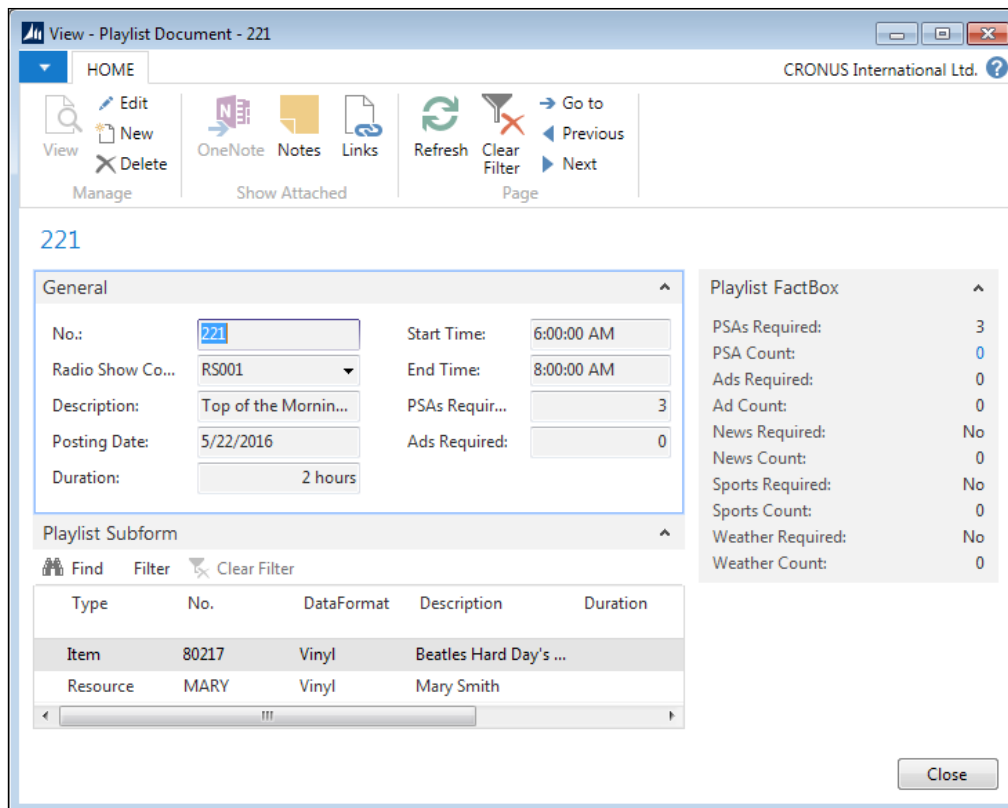 View - Playlist Document - 221
HOME
CRONUS International Ltd.
View
Edit
New
Delete
Manage
OneNote
Notes
Links
Show Attached
Refresh
Clear
Filter
Go to
Previous
Next
Page
221
General
No.: 221
Radio Show Co... RS001
Description: Top of the Mornin...
Posting Date: 5/22/2016
Duration: 2 hours
Start Time: 6:00:00 AM
End Time: 8:00:00 AM
PSAs Requir... 3
Ads Required: 0
Playlist Subform
Find Filter Clear Filter
Type No. DataFormat Description Duration
Item 80217 Vinyl Beatles Hard Day's ...
Resource MARY Vinyl Mary Smith
Playlist FactBox
PSAs Required: 3
PSA Count: 0
Ads Required: 0
Ad Count: 0
News Required: No
News Count: 0
Sports Required: No
Sports Count: 0
Weather Required: No
Weather Count: 0
Close